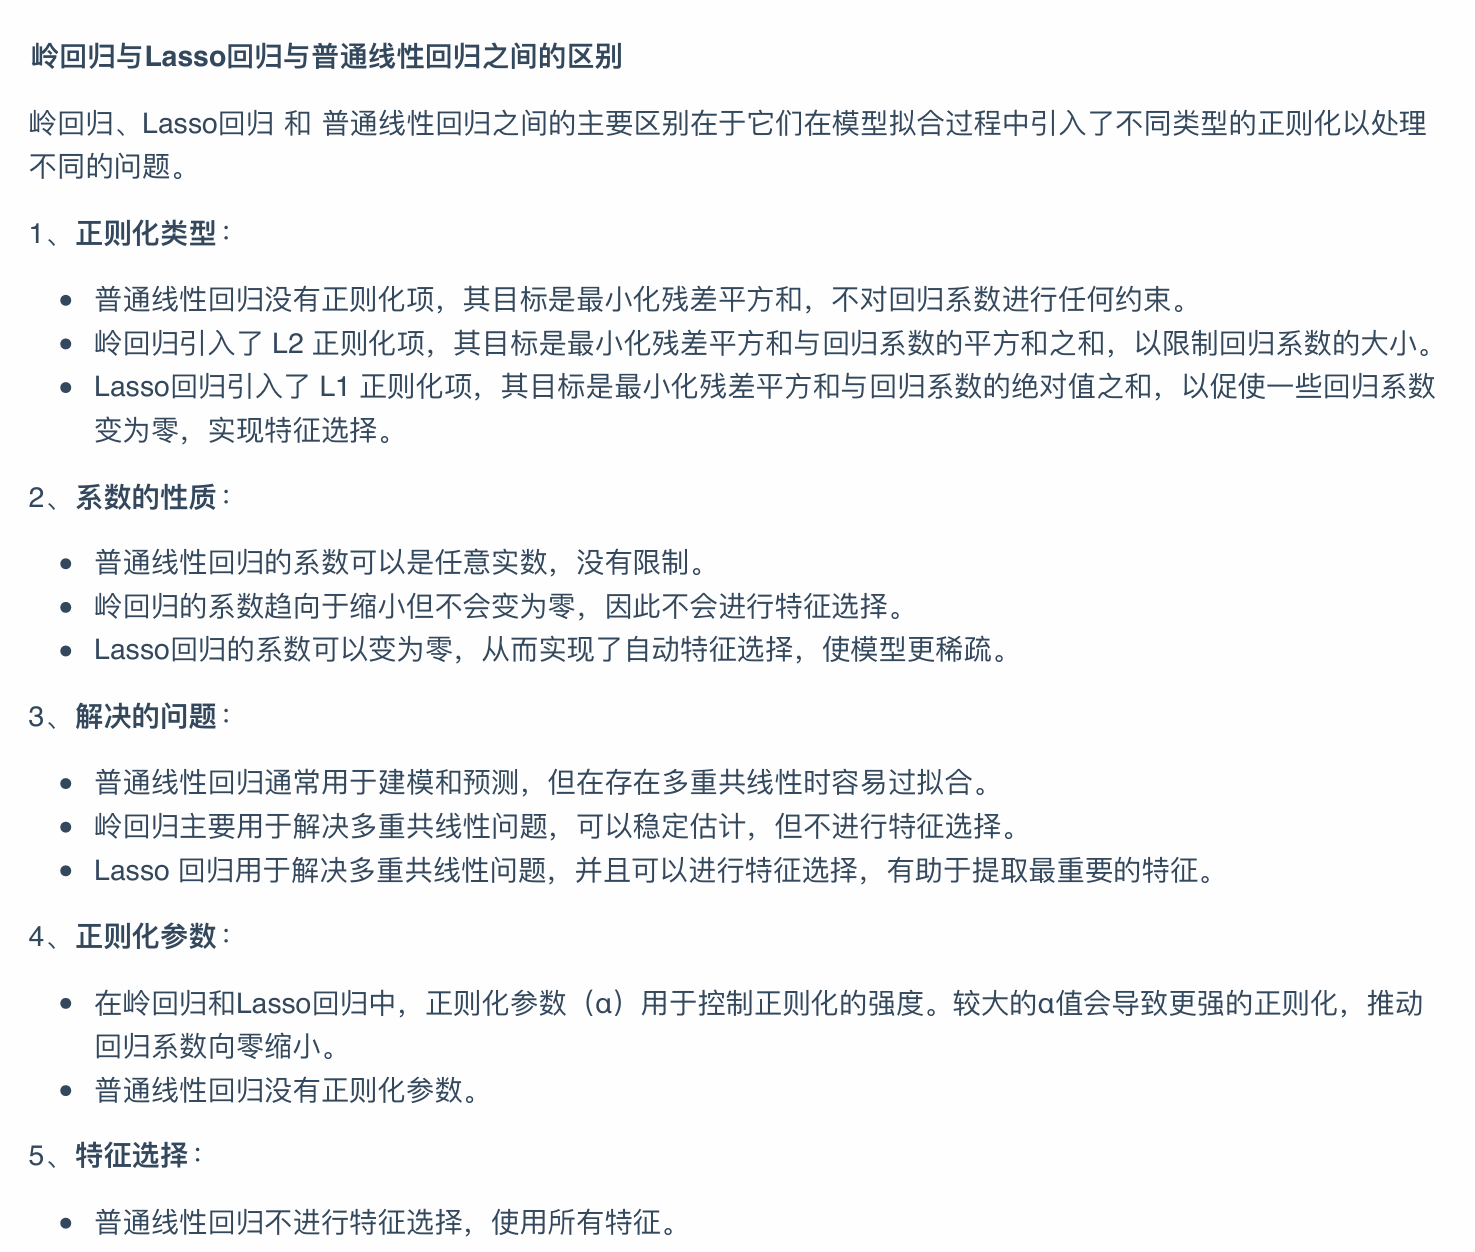 岭回归与Lasso回归与普通线性回归之间的区别
岭回归、Lasso回归 和 普通线性回归之间的主要区别在于它们在模型拟合过程中引入了不同类型的正则化以处理
不同的问题。
1、正则化类型：
• 普通线性回归没有正则化项，其目标是最小化残差平方和，不对回归系数进行任何约束。
• 岭回归引入了 L2 正则化项，其目标是最小化残差平方和与回归系数的平方和之和，以限制回归系数的大小。
• Lasso回归引入了 L1 正则化项，其目标是最小化残差平方和与回归系数的绝对值之和，以促使一些回归系数
变为零，实现特征选择。
2、系数的性质：
• 普通线性回归的系数可以是任意实数，没有限制。
• 岭回归的系数趋向于缩小但不会变为零，因此不会进行特征选择。
• Lasso回归的系数可以变为零，从而实现了自动特征选择，使模型更稀疏。
3、解决的问题：
• 普通线性回归通常用于建模和预测，但在存在多重共线性时容易过拟合。
• 岭回归主要用于解决多重共线性问题，可以稳定估计，但不进行特征选择。
• Lasso 回归用于解决多重共线性问题，并且可以进行特征选择，有助于提取最重要的特征。
4、正则化参数：
• 在岭回归和Lasso回归中，正则化参数（α）用于控制正则化的强度。较大的α值会导致更强的正则化，推动
回归系数向零缩小。
• 普通线性回归没有正则化参数。
5、特征选择：
• 普通线性回归不进行特征选择，使用所有特征。